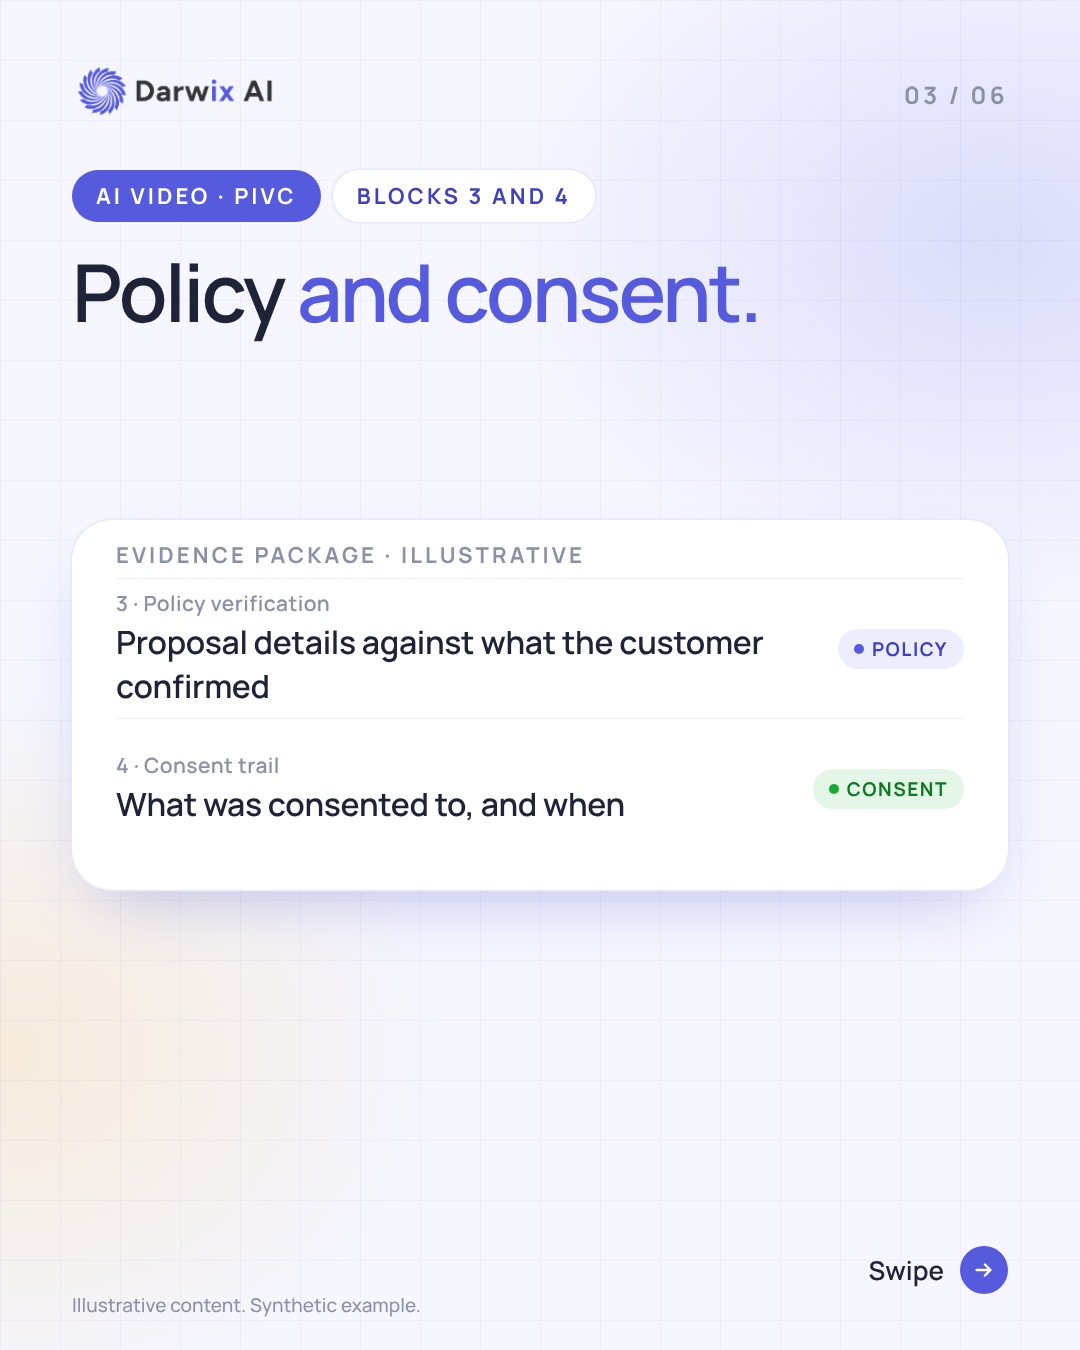 Darwix AI
03 / 06
AI VIDEO · PIVC
BLOCKS 3 AND 4
Policy and consent.
EVIDENCE PACKAGE · ILLUSTRATIVE
3 · Policy verification
Proposal details against what the customer
confirmed
POLICY
4 · Consent trail
What was consented to, and when
CONSENT
Swipe
Illustrative content. Synthetic example.